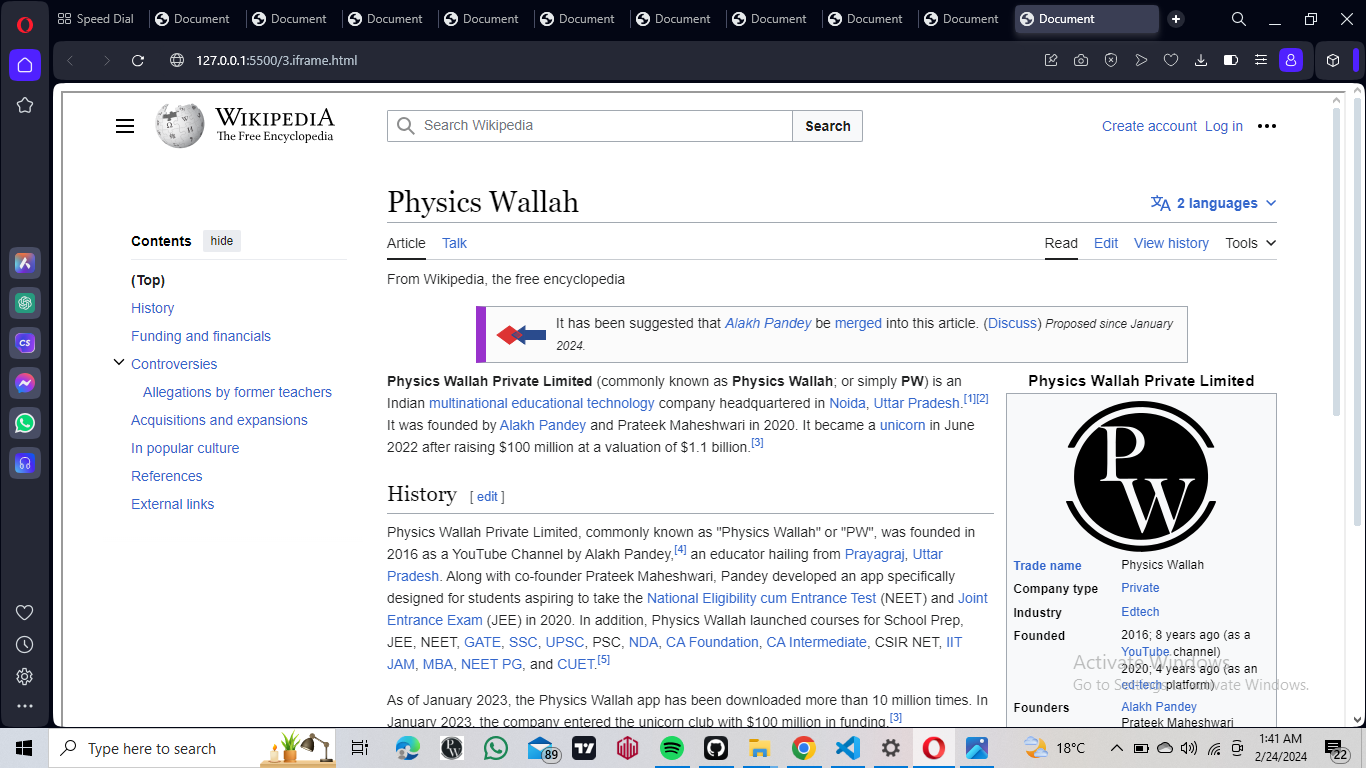 Speed Dial
Document
Document
Document
Document
Document
Document
Document
Document
Document
Document
127.0.0.1:5500/3.iframe.html
WIKIPEDIA
The Free Encyclopedia
Search Wikipedia
Search
Create account Log in
Physics Wallah
2 languages
Contents hide
Article Talk
Read Edit View history Tools
(Top)
History
Funding and financials
Controversies
Allegations by former teachers
Acquisitions and expansions
In popular culture
References
External links
From Wikipedia, the free encyclopedia
It has been suggested that Alakh Pandey be merged into this article. (Discuss) Proposed since January
2024.
Physics Wallah Private Limited (commonly known as Physics Wallah; or simply PW) is an
Indian multinational educational technology company headquartered in Noida, Uttar Pradesh.[1][2]
It was founded by Alakh Pandey and Prateek Maheshwari in 2020. It became a unicorn in June
2022 after raising $100 million at a valuation of $1.1 billion.[3]
History [ edit ]
Physics Wallah Private Limited, commonly known as "Physics Wallah" or "PW", was founded in
2016 as a YouTube Channel by Alakh Pandey,[4] an educator hailing from Prayagraj, Uttar
Pradesh. Along with co-founder Prateek Maheshwari, Pandey developed an app specifically
designed for students aspiring to take the National Eligibility cum Entrance Test (NEET) and Joint
Entrance Exam (JEE) in 2020. In addition, Physics Wallah launched courses for School Prep,
JEE, NEET, GATE, SSC, UPSC, PSC, NDA, CA Foundation, CA Intermediate, CSIR NET, IIT
JAM, MBA, NEET PG, and CUET.[5]
As of January 2023, the Physics Wallah app has been downloaded more than 10 million times. In
January 2023, the company entered the unicorn club with $100 million in funding.[3]
Physics Wallah Private Limited
P
W
Trade name Physics Wallah
Company type Private
Industry Edtech
Founded 2016; 8 years ago (as a
YouTube channel)
2020; 4 years ago (as an
ed-tech platform)
Founders Alakh Pandey
Prateek Maheshwari
Activate Windows
Go to Settings to activate Windows.
CS
Type here to search
89
PW
18°C
1:41 AM
2/24/2024
22